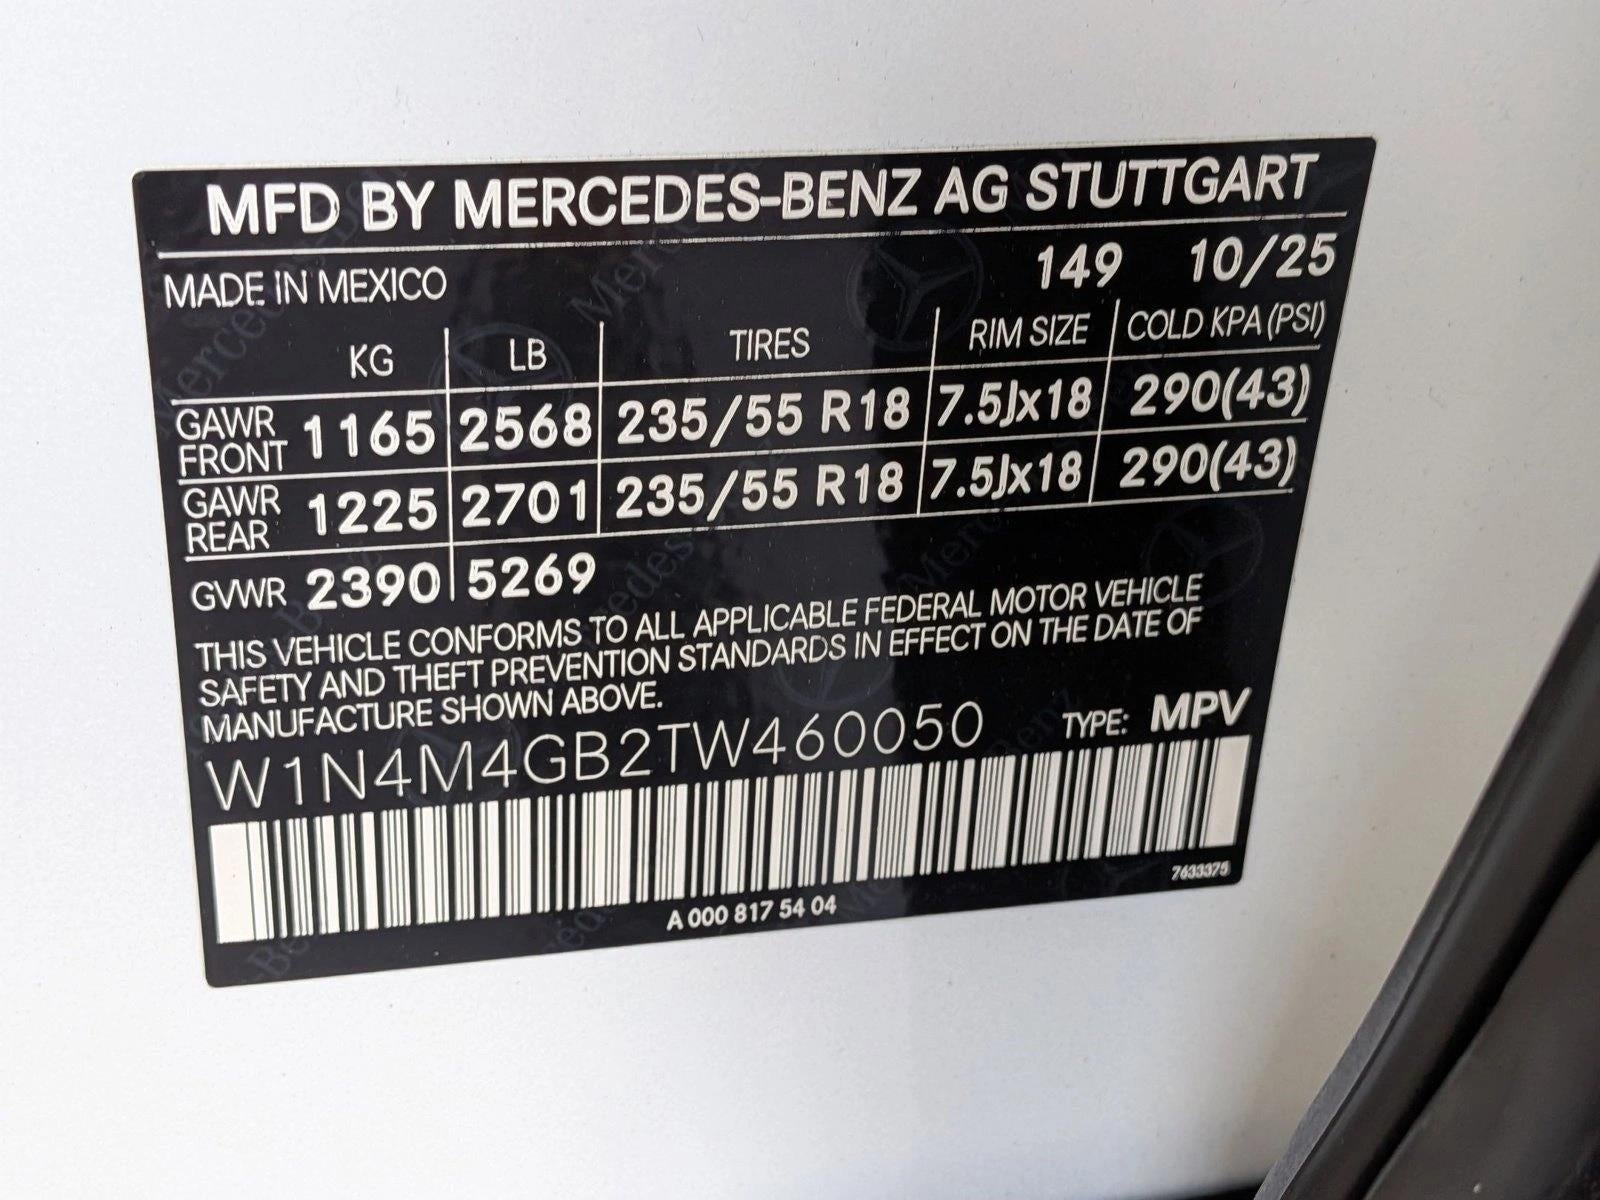 MFD BY MERCEDES-BENZ AG STUTTGART
MADE IN MEXICO 149 10/25
KG LB TIRES RIM SIZE COLD KPA (PSI)
GAWR FRONT 1165 2568 235/55 R18 7.5Jx18 290(43)
GAWR REAR 1225 2701 235/55 R18 7.5Jx18 290(43)
GVWR 2390 5269
THIS VEHICLE CONFORMS TO ALL APPLICABLE FEDERAL MOTOR VEHICLE
SAFETY AND THEFT PREVENTION STANDARDS IN EFFECT ON THE DATE OF
MANUFACTURE SHOWN ABOVE.
W1N4M4GB2TW460050 TYPE: MPV
7633375
A 000 817 54 04